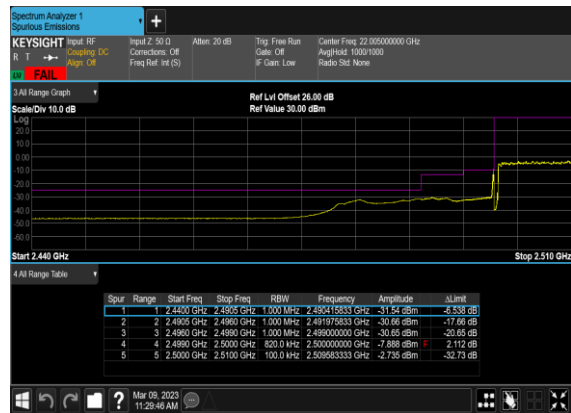 Spectrum Analyzer 1
Spurious Emissions
KEYSIGHT Input: RF Input Z: 50 Ω Atten: 20 dB Trig: Free Run Center Freq: 22.005000000 GHz
R T Coupling: DC Corrections: Off Gate: Off Avg|Hold: 1000/1000
Align: Off Freq Ref: Int (S) IF Gain: Low Radio Std: None
LV FAIL
3 All Range Graph
Ref Lvl Offset 26.00 dB
Scale/Div 10.0 dB Ref Value 30.00 dBm
Log
20.0
10.0
0.00
-10.0
-20.0
-30.0
-40.0
-50.0
-60.0
Start 2.440 GHz Stop 2.510 GHz
4 All Range Table
Spur Range Start Freq Stop Freq RBW Frequency Amplitude ΔLimit
1 1 2.4400 GHz 2.4905 GHz 1.000 MHz 2.490415833 GHz -31.54 dBm -6.538 dB
2 2 2.4905 GHz 2.4960 GHz 1.000 MHz 2.491975833 GHz -30.66 dBm -17.66 dB
3 3 2.4960 GHz 2.4990 GHz 1.000 MHz 2.499000000 GHz -30.65 dBm -20.65 dB
4 4 2.4990 GHz 2.5000 GHz 820.0 kHz 2.500000000 GHz -7.888 dBm F 2.112 dB
5 5 2.5000 GHz 2.5100 GHz 100.0 kHz 2.509583333 GHz -2.735 dBm -32.73 dB
? Mar 09, 2023
11:29:46 AM